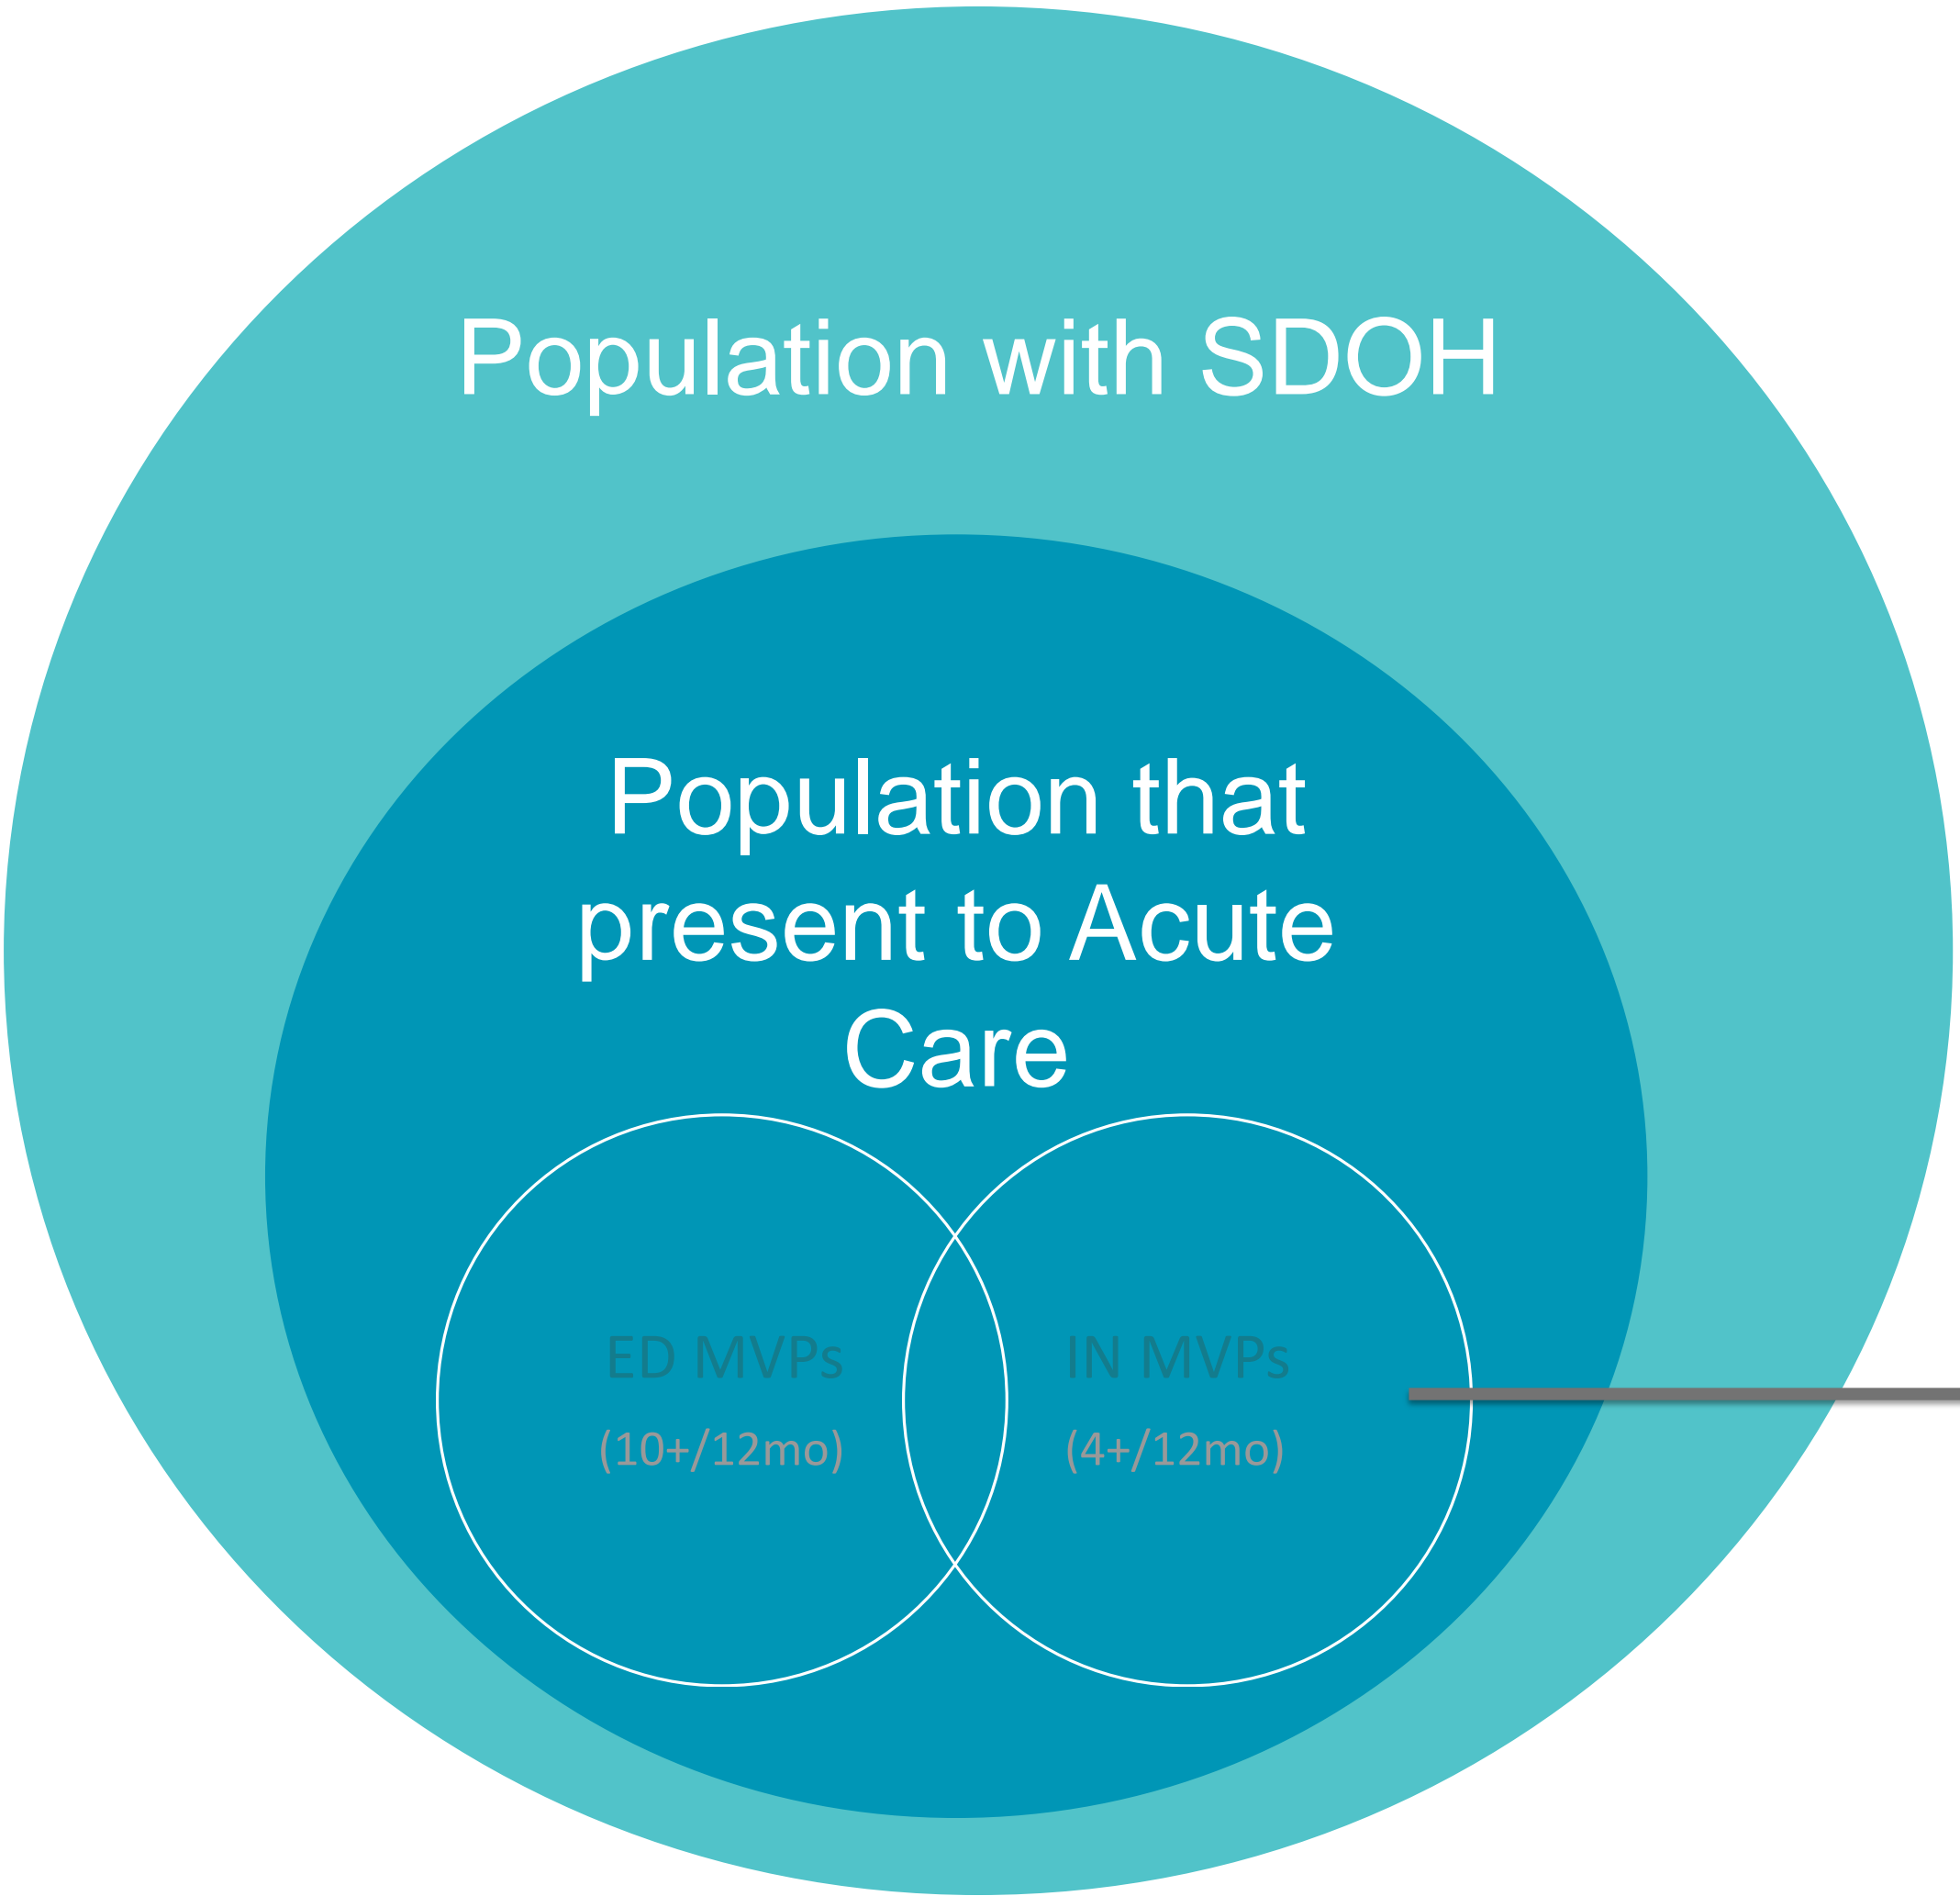 Population with SDOH
Population that
present to Acute
Care
ED MVPs
(10+/12mo)
IN MVPs
(4+/12mo)